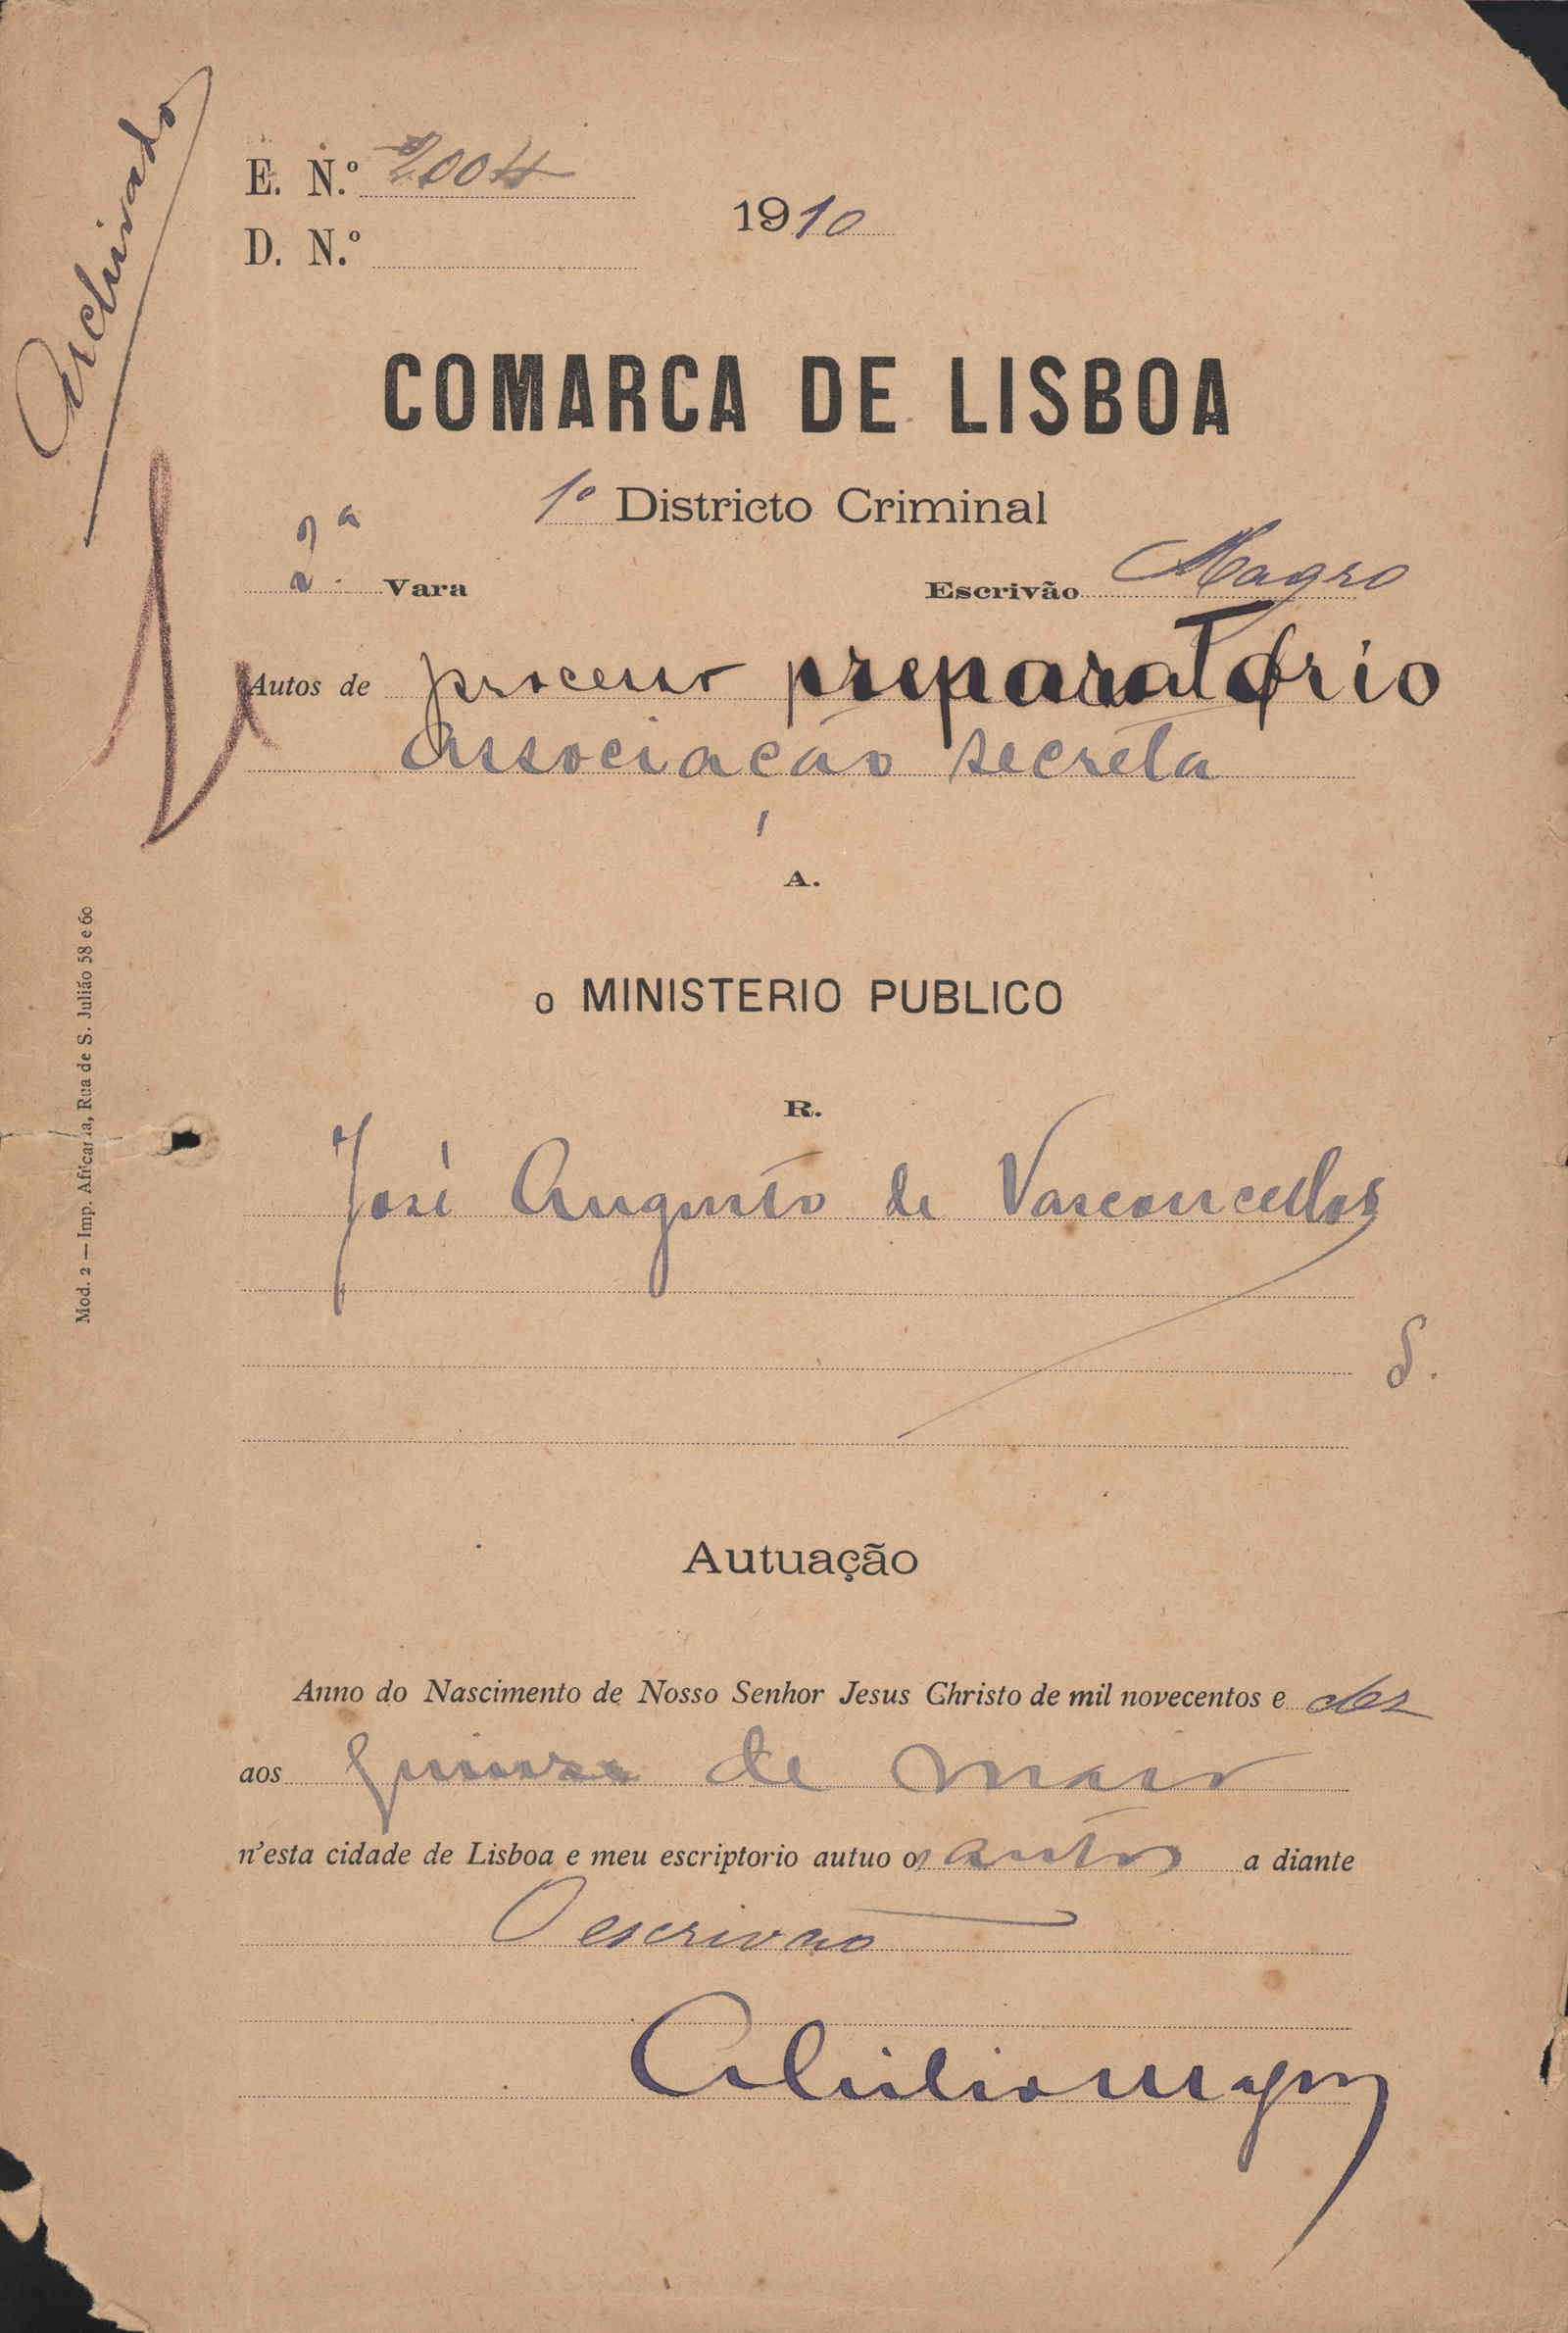 Archivado
E. N.º 2004
D. N.º
1910
COMARCA DE LISBOA
1º Districto Criminal
2.ª Vara
Escrivão Magro
Autos de processo preparatorio
Associação secreta
A.
O MINISTERIO PUBLICO
R.
José Augusto de Vasconcellos
S.
Autuação
Anno do Nascimento de Nosso Senhor Jesus Christo de mil novecentos e dez
aos quinze de maio
n'esta cidade de Lisboa e meu escriptorio autuo os autos a diante
O escrivão
Mod. 2 — Imp. Africana, Rua de S. Julião 58 e 60